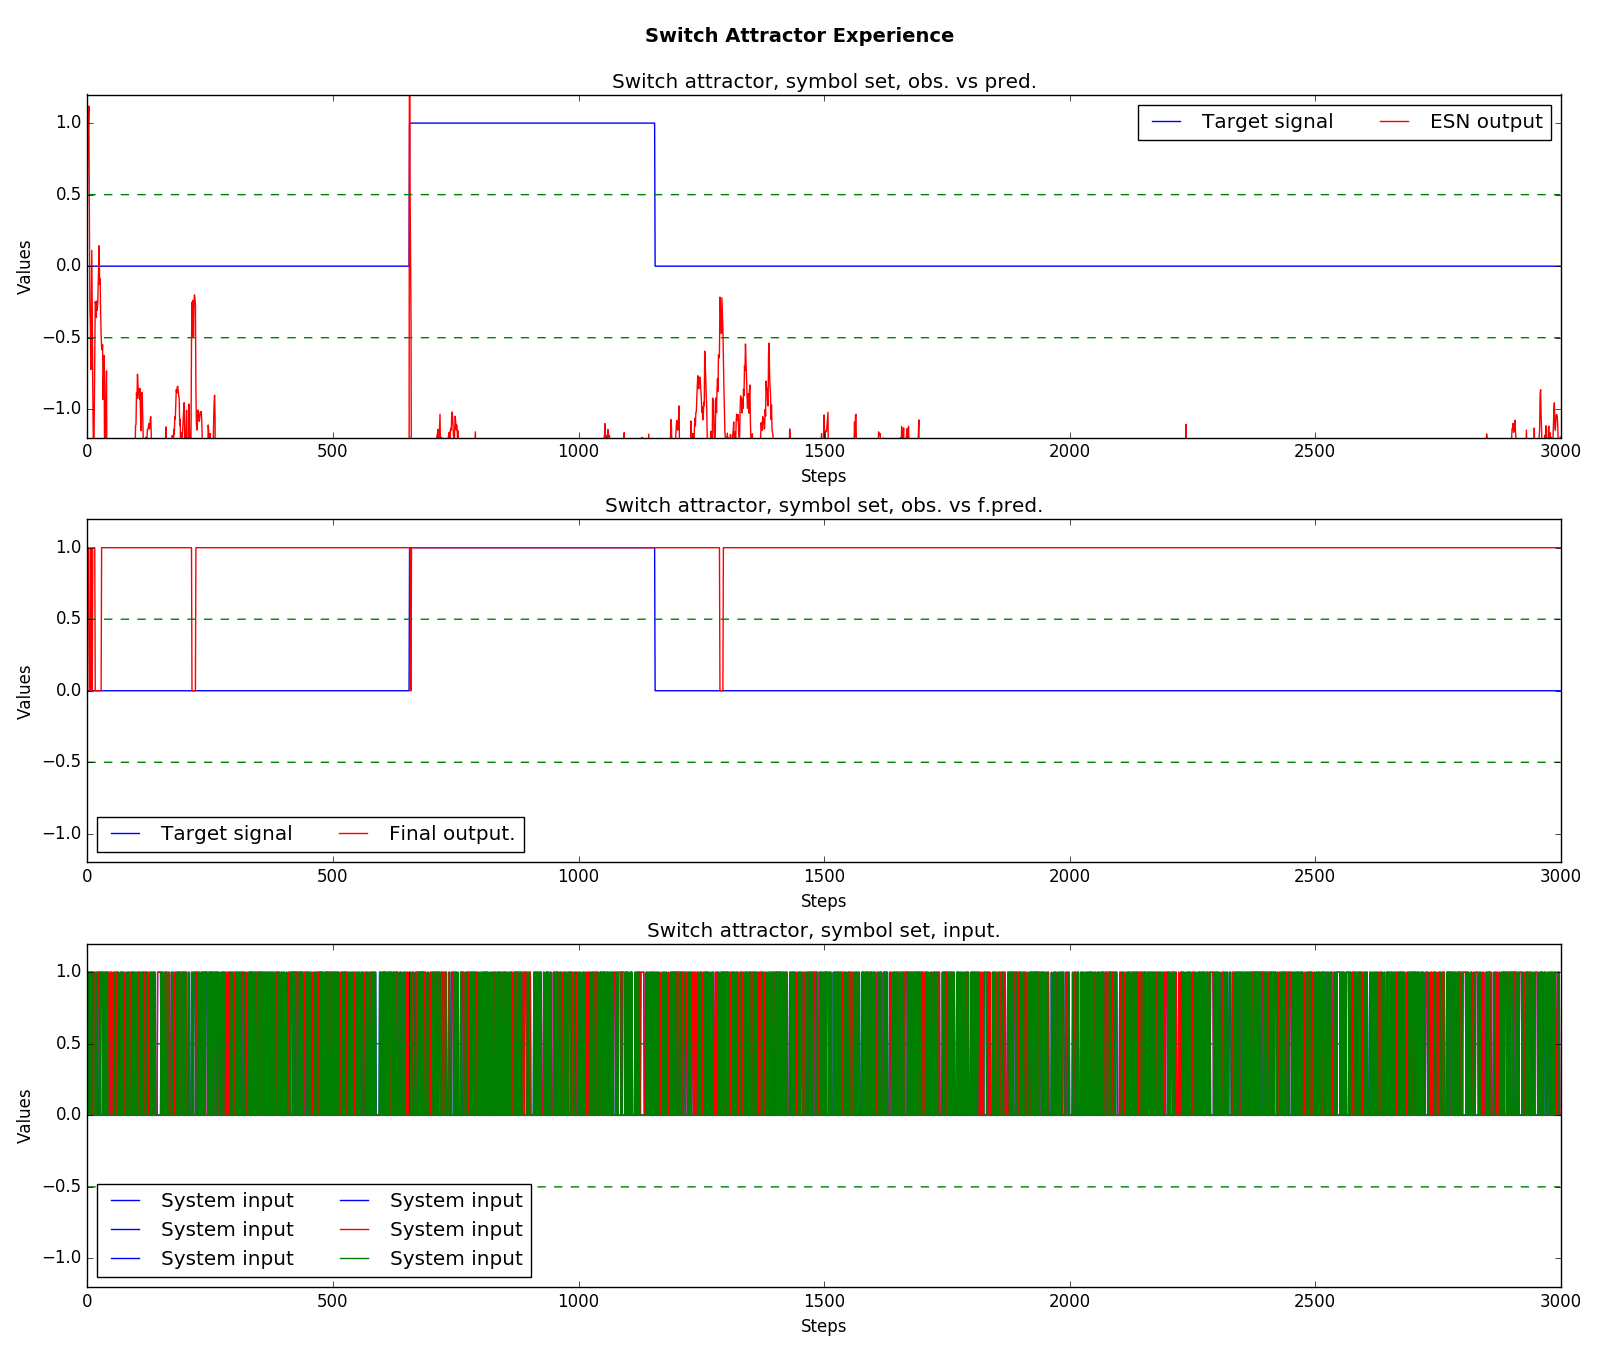 Switch Attractor Experience
Switch attractor, symbol set, obs. vs pred.
Target signal ESN output
1.0
0.5
0.0
−0.5
−1.0
Values
0 500 1000 1500 2000 2500 3000
Steps
Switch attractor, symbol set, obs. vs f.pred.
1.0
0.5
0.0
−0.5
−1.0
Values
Target signal Final output.
0 500 1000 1500 2000 2500 3000
Steps
Switch attractor, symbol set, input.
1.0
0.5
0.0
−0.5
−1.0
Values
System input System input
System input System input
System input System input
0 500 1000 1500 2000 2500 3000
Steps